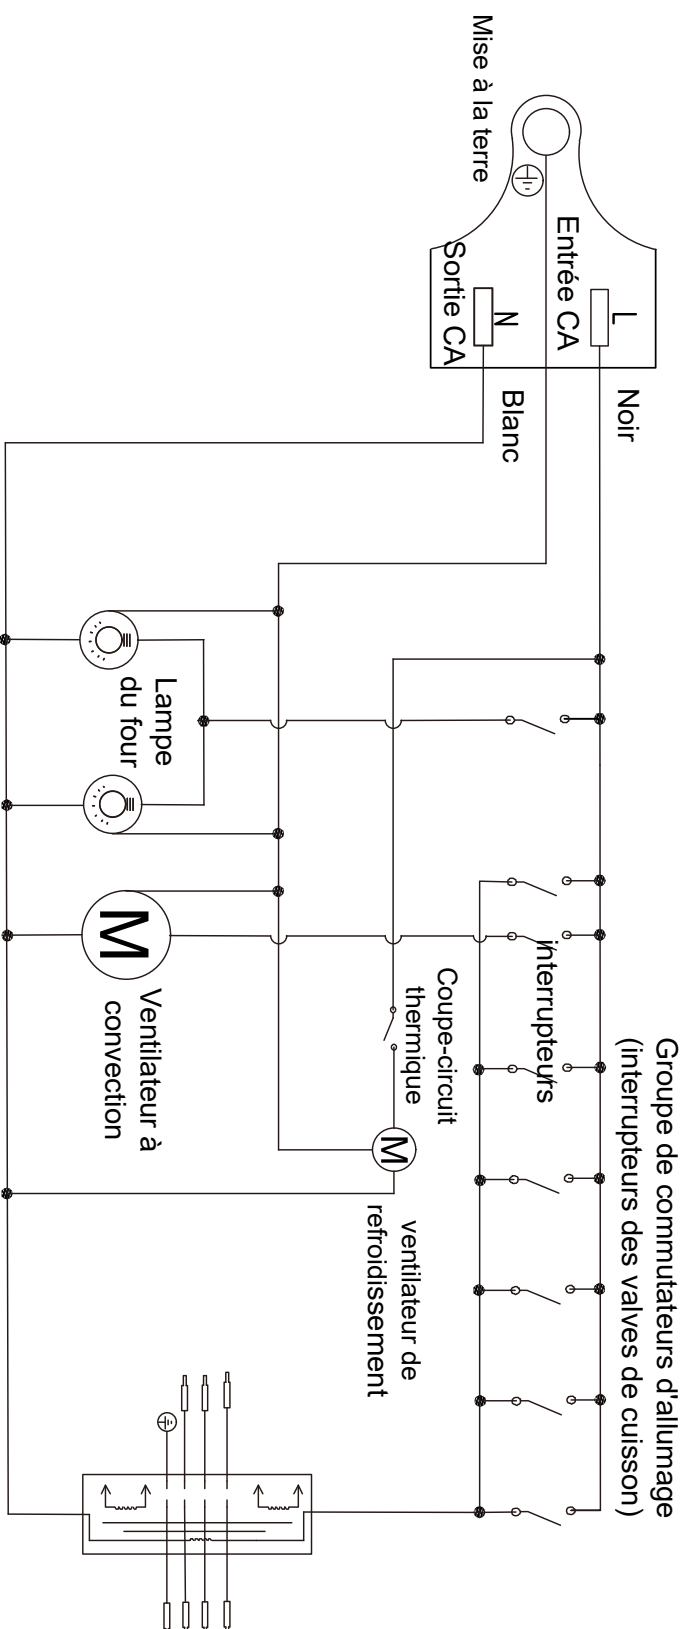 Mise à la terre
Entrée CA
Sortie CA
L
N
Noir
Blanc
Lampe
du four
M
Ventilateur à
convection
interrupteurs
Coupe-circuit
thermique
M
ventilateur de
refroidissement
Groupe de commutateurs d'allumage
(interrupteurs des valves de cuisson)